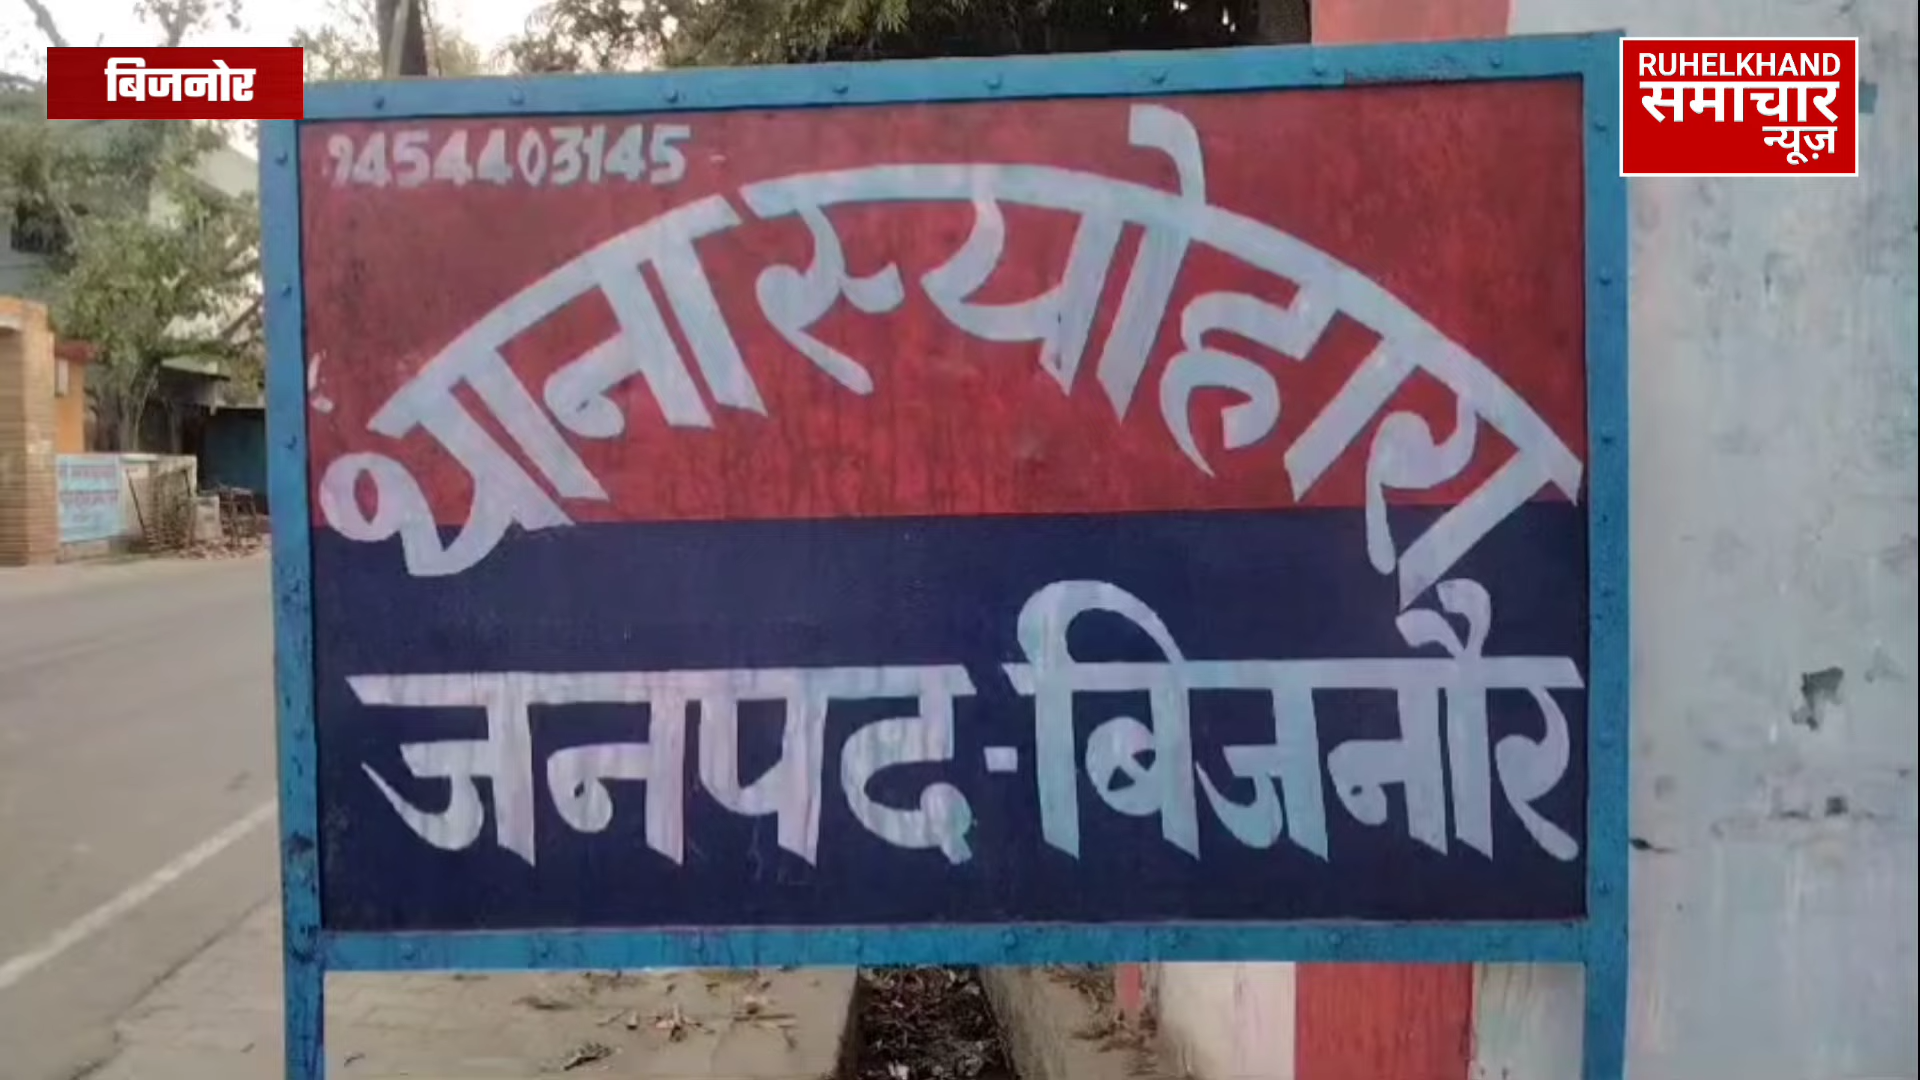 बिजनोर
RUHELKHAND
समाचार
न्यूज़
9454403145
थाना स्योहारा
जनपद-बिजनौर